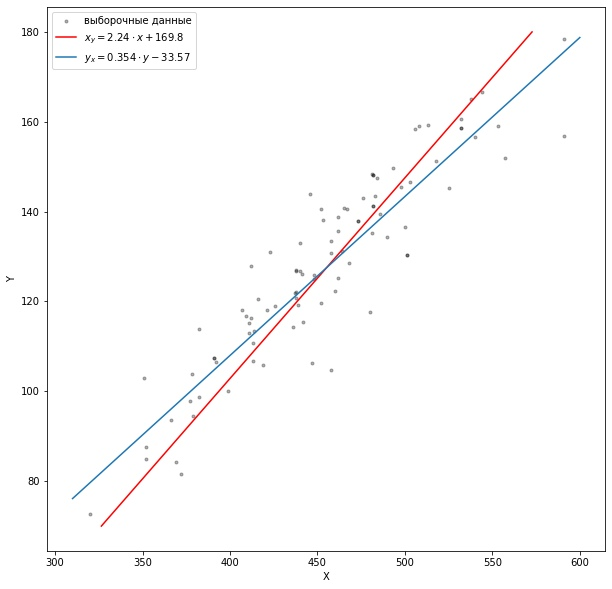 выборочные данные
x_y = 2.24 · x + 169.8
y_x = 0.354 · y − 33.57
180
160
140
120
100
80
Y
300 350 400 450 500 550 600
X